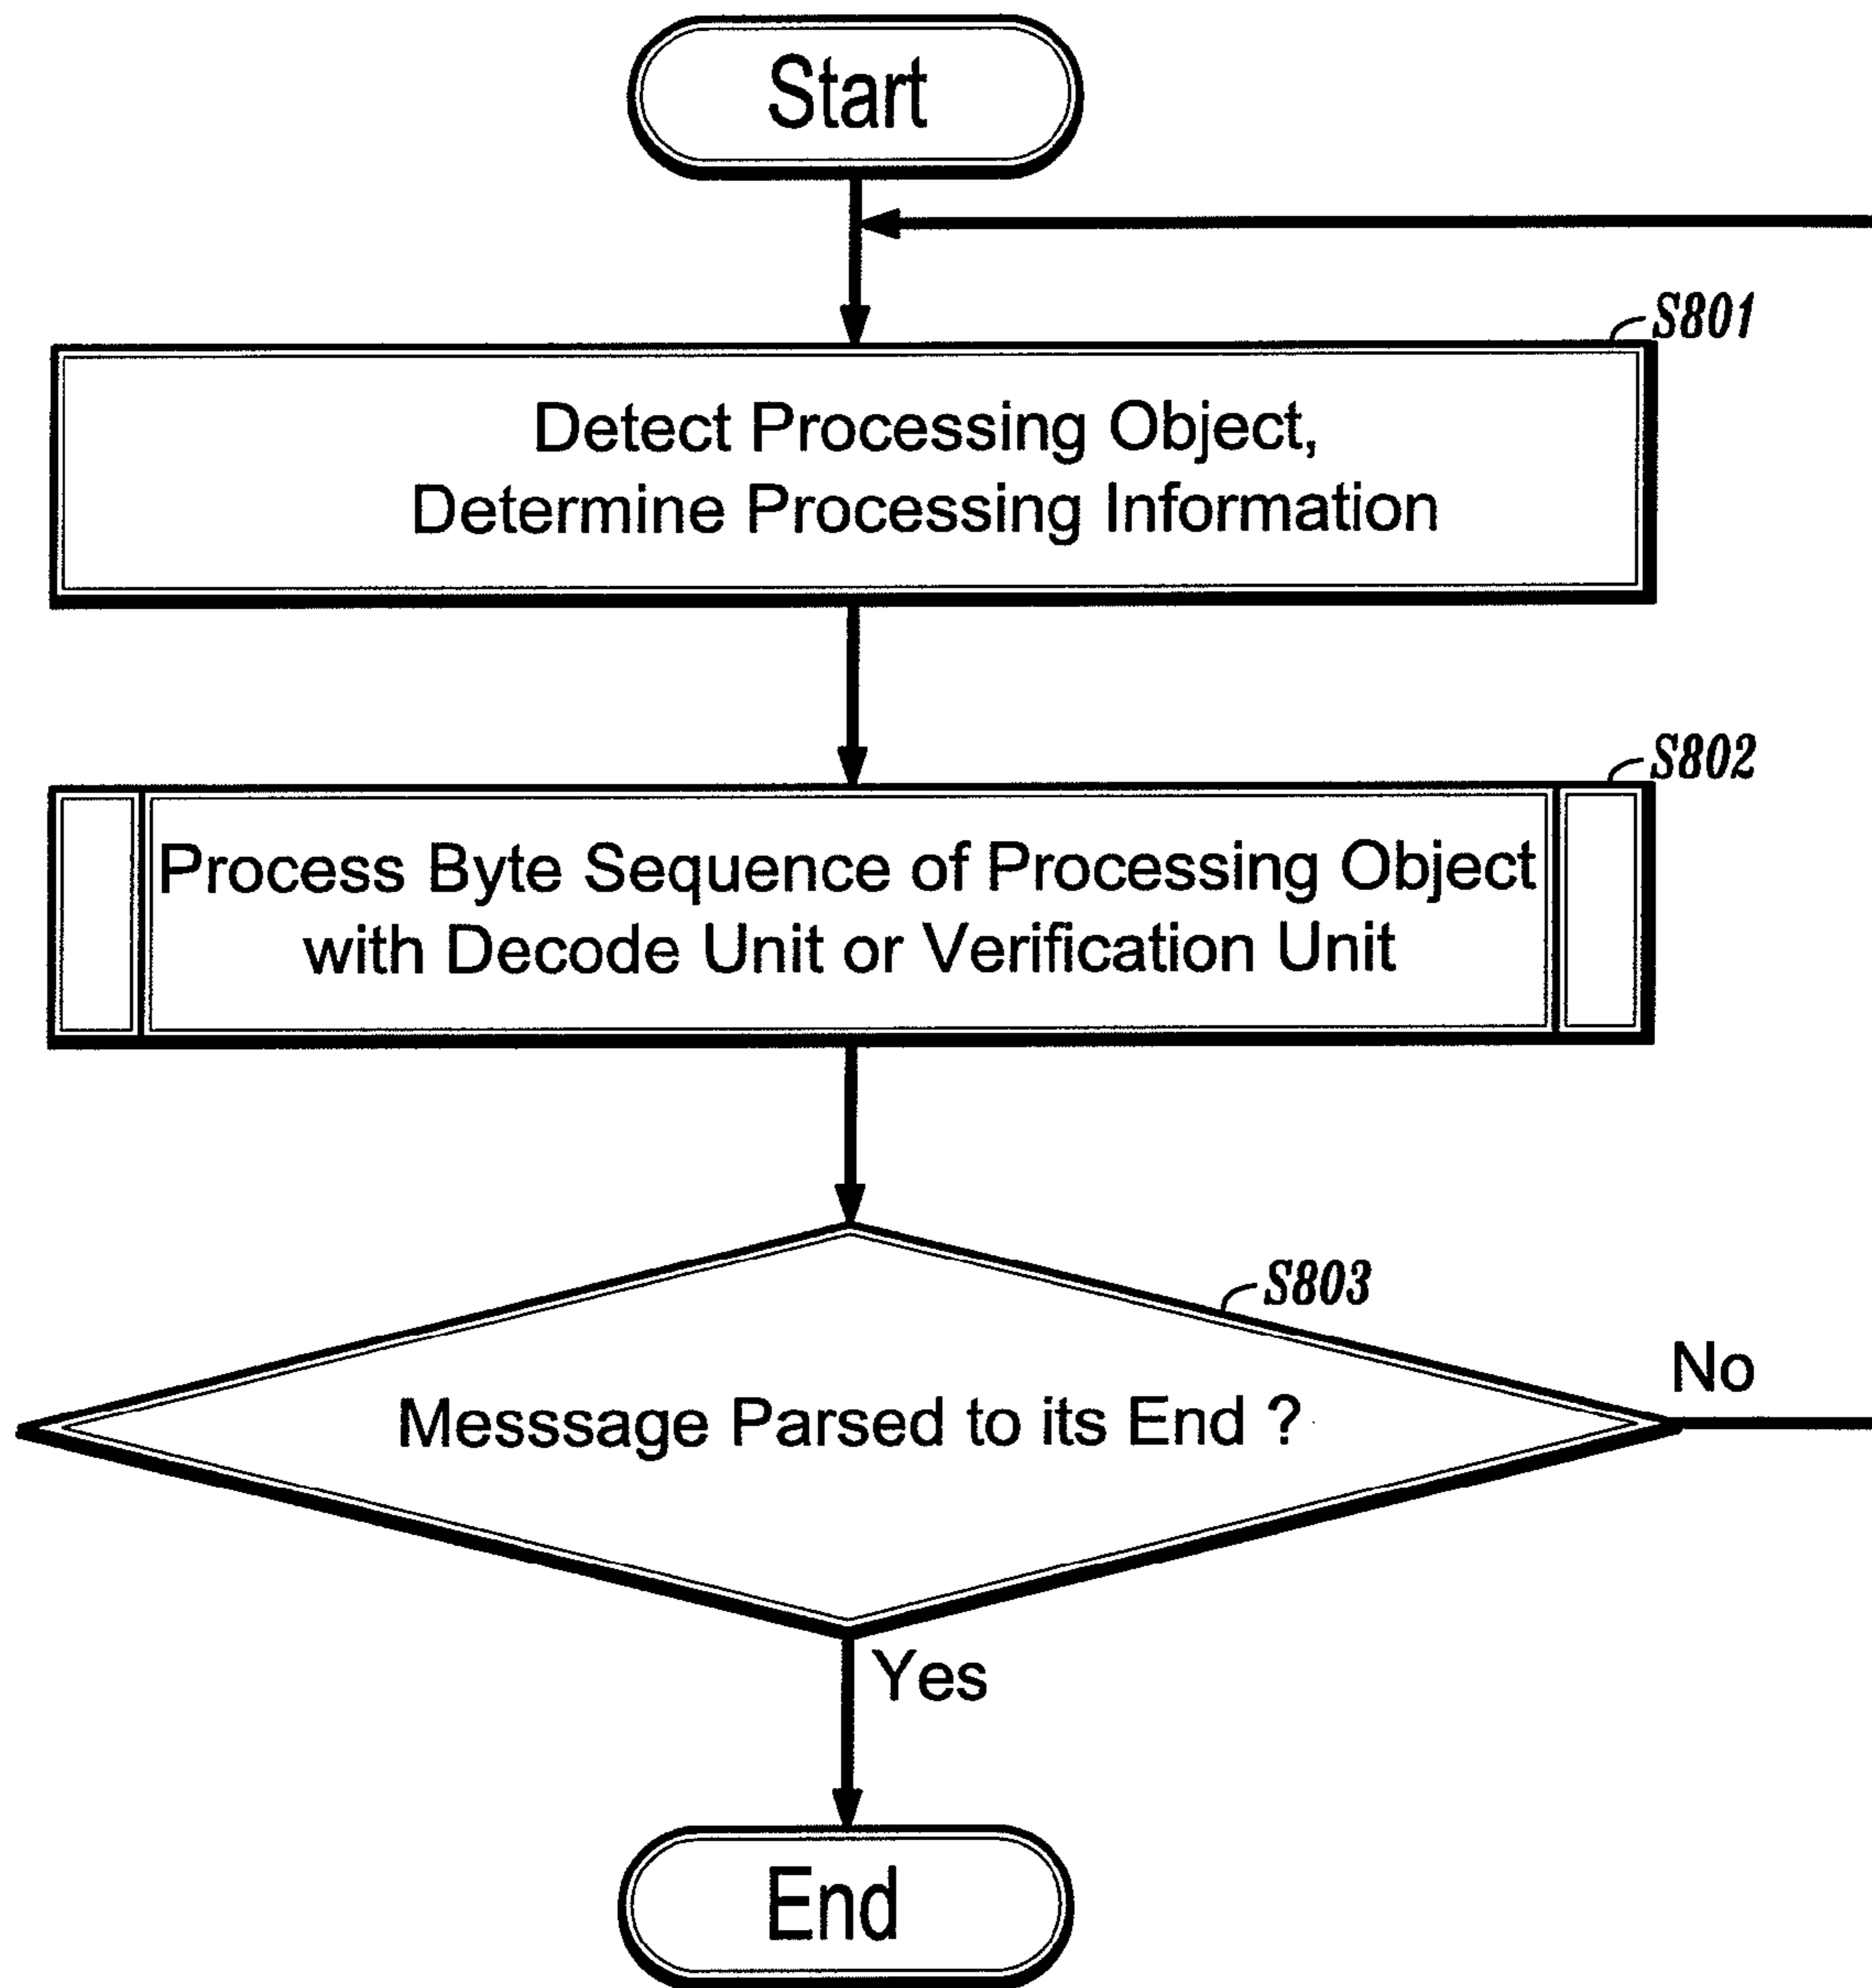 Start
S801
Detect Processing Object,
Determine Processing Information
S802
Process Byte Sequence of Processing Object
with Decode Unit or Verification Unit
S803
Messsage Parsed to its End ?
No
Yes
End